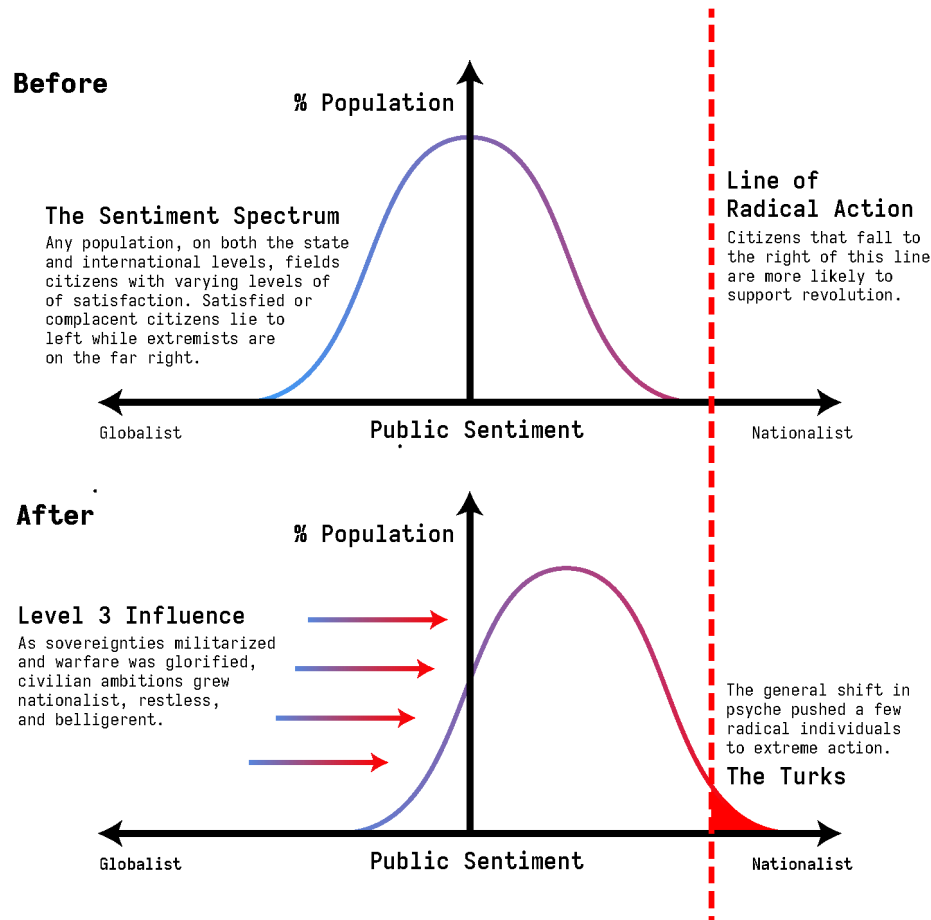 Before
% Population
The Sentiment Spectrum
Any population, on both the state
and international levels, fields
citizens with varying levels of
of satisfaction. Satisfied or
complacent citizens lie to
left while extremists are
on the far right.
Line of
Radical Action
Citizens that fall to
the right of this line
are more likely to
support revolution.
Globalist
Public Sentiment
Nationalist
After
% Population
Level 3 Influence
As sovereignties militarized
and warfare was glorified,
civilian ambitions grew
nationalist, restless,
and belligerent.
The general shift in
psyche pushed a few
radical individuals
to extreme action.
The Turks
Globalist
Public Sentiment
Nationalist